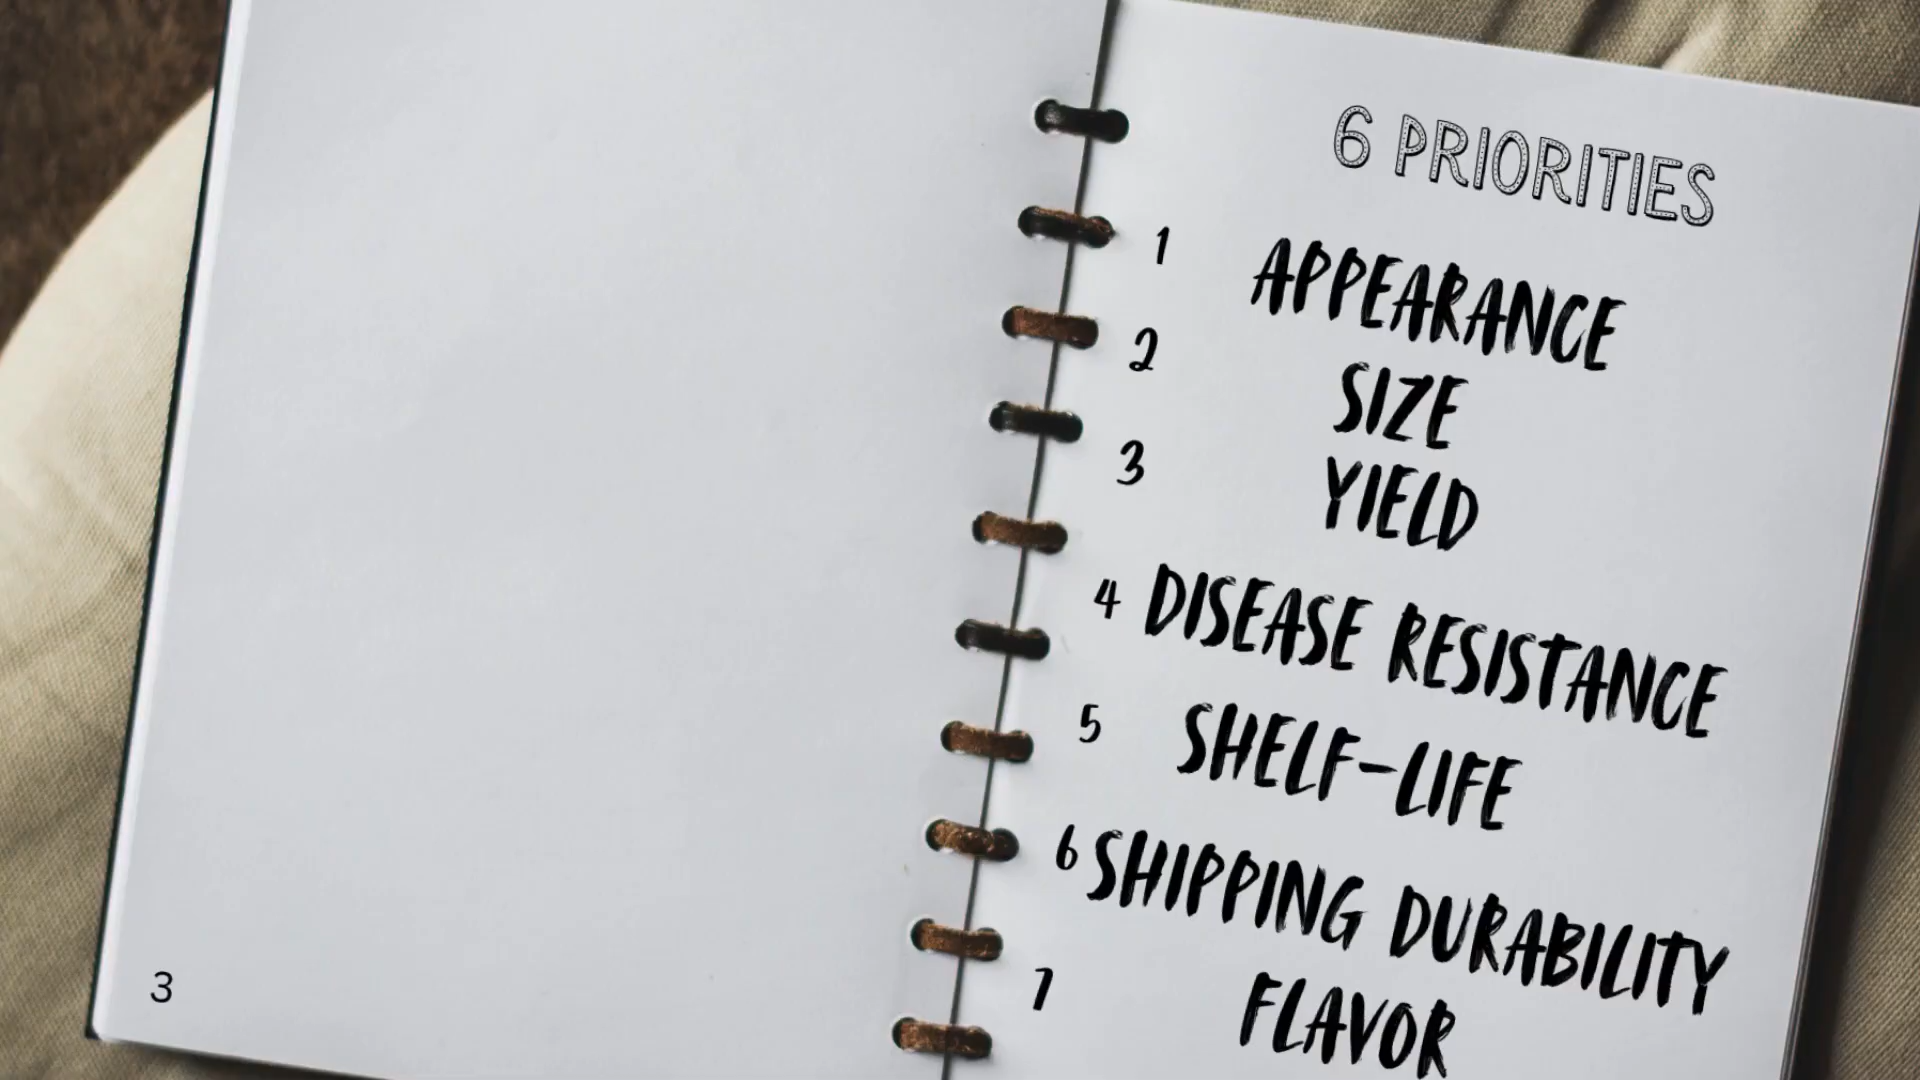 6 PRIORITIES
1 APPEARANCE
2 SIZE
3 YIELD
4 DISEASE RESISTANCE
5 SHELF-LIFE
6 SHIPPING DURABILITY
7 FLAVOR
3